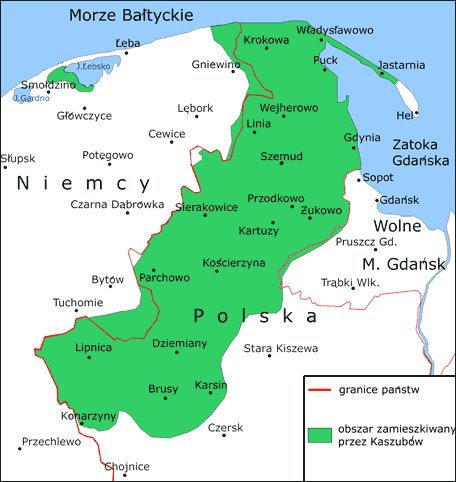 Morze Bałtyckie
Władysławowo
Łeba
Krokowa
J.Łebsko
Gniewino
Puck
Jastarnia
Smołdzino
J.Gardno
Główczyce
Lębork
Wejherowo
Hel
Linia
Cewice
Gdynia
Zatoka
Gdańska
Słupsk
Potęgowo
Szemud
Niemcy
Sopot
Czarna Dąbrówka
Sierakowice
Przodkowo
Żukowo
Gdańsk
Kartuzy
Wolne
Pruszcz Gd.
M. Gdańsk
Kościerzyna
Parchowo
Bytów
Trąbki Wlk.
Tuchomie
Polska
Lipnica
Dziemiany
Stara Kiszewa
Brusy
Karsin
granice państw
Konarzyny
obszar zamieszkiwany
przez Kaszubów
Czersk
Przechlewo
Chojnice